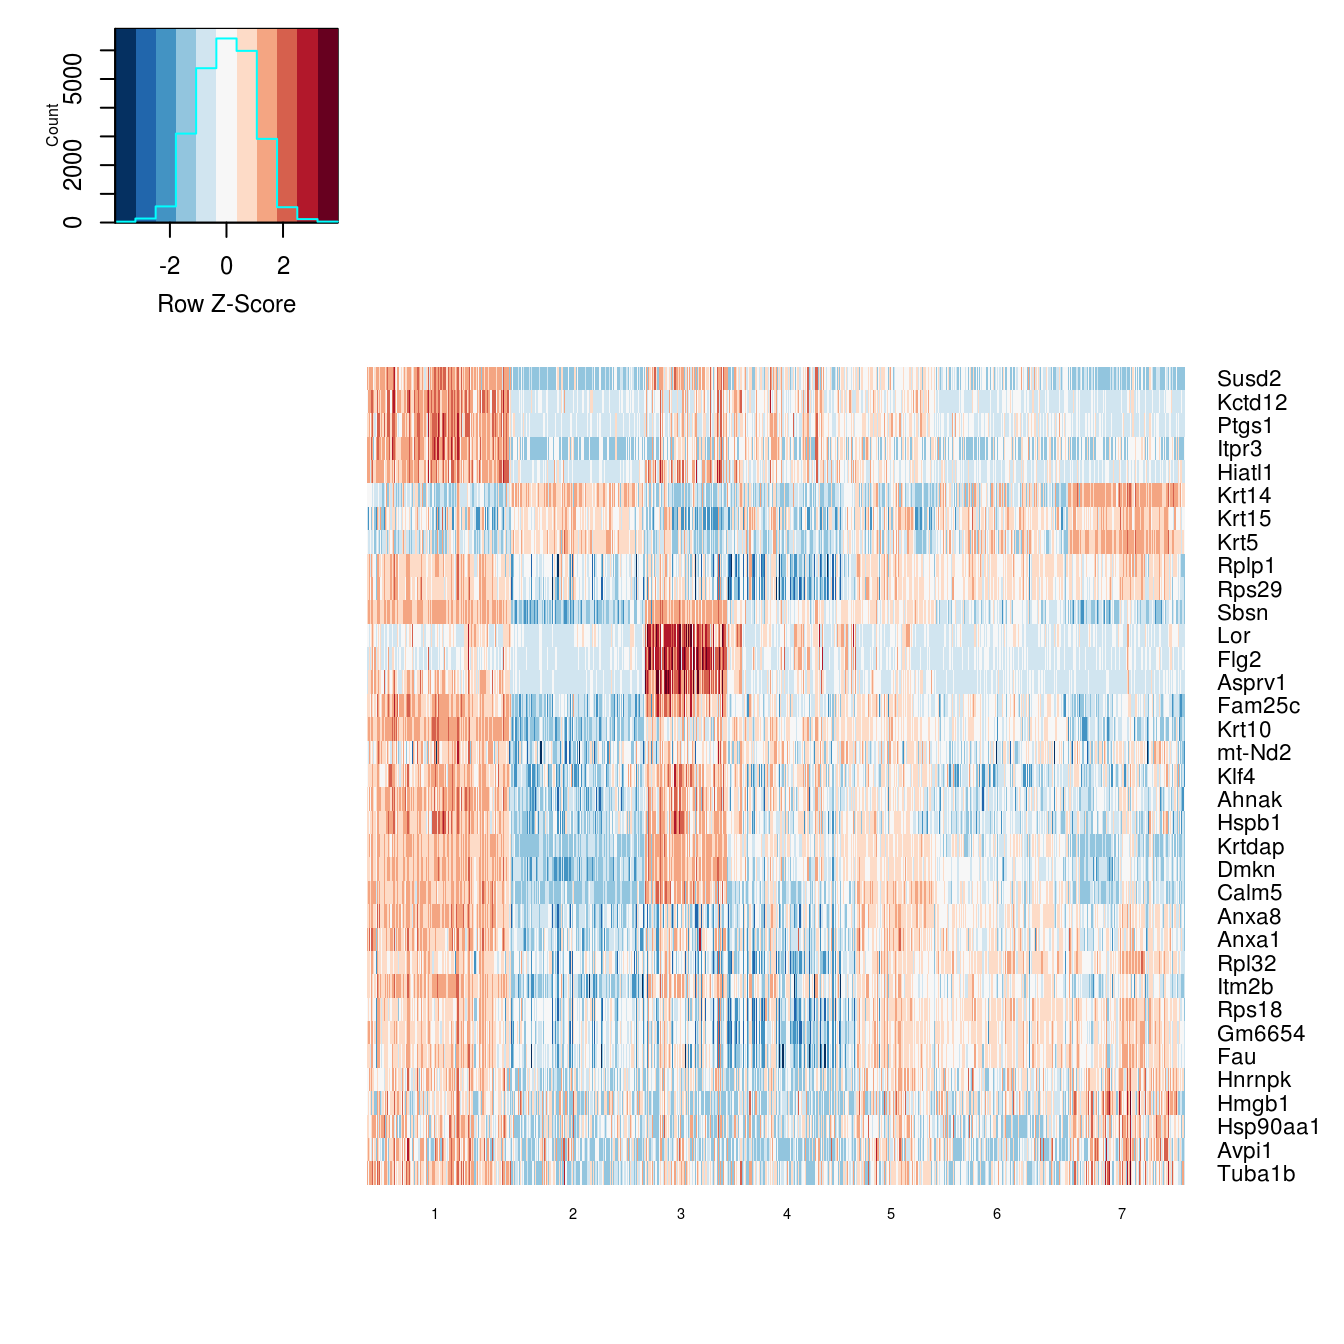 Count
0
2000
5000
-2 0 2
Row Z-Score
Susd2
Kctd12
Ptgs1
Itpr3
Hiatl1
Krt14
Krt15
Krt5
Rplp1
Rps29
Sbsn
Lor
Flg2
Asprv1
Fam25c
Krt10
mt-Nd2
Klf4
Ahnak
Hspb1
Krtdap
Dmkn
Calm5
Anxa8
Anxa1
Rpl32
Itm2b
Rps18
Gm6654
Fau
Hnrnpk
Hmgb1
Hsp90aa1
Avpi1
Tuba1b
1 2 3 4 5 6 7